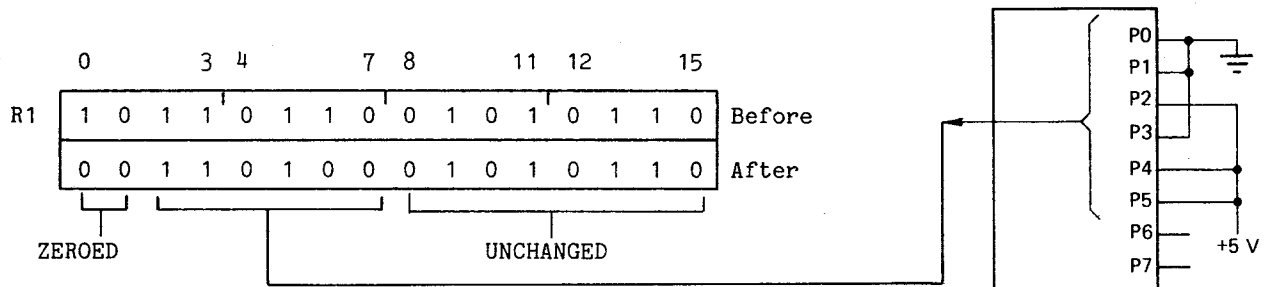 0 3 4 7 8 11 12 15
R1 1 0 1 1 0 1 1 0 0 1 0 1 0 1 1 0 Before
0 0 1 1 0 1 0 0 0 1 0 1 0 1 1 0 After
ZEROED UNCHANGED
P0
P1
P2
P3
P4
P5
P6
P7
+5 V